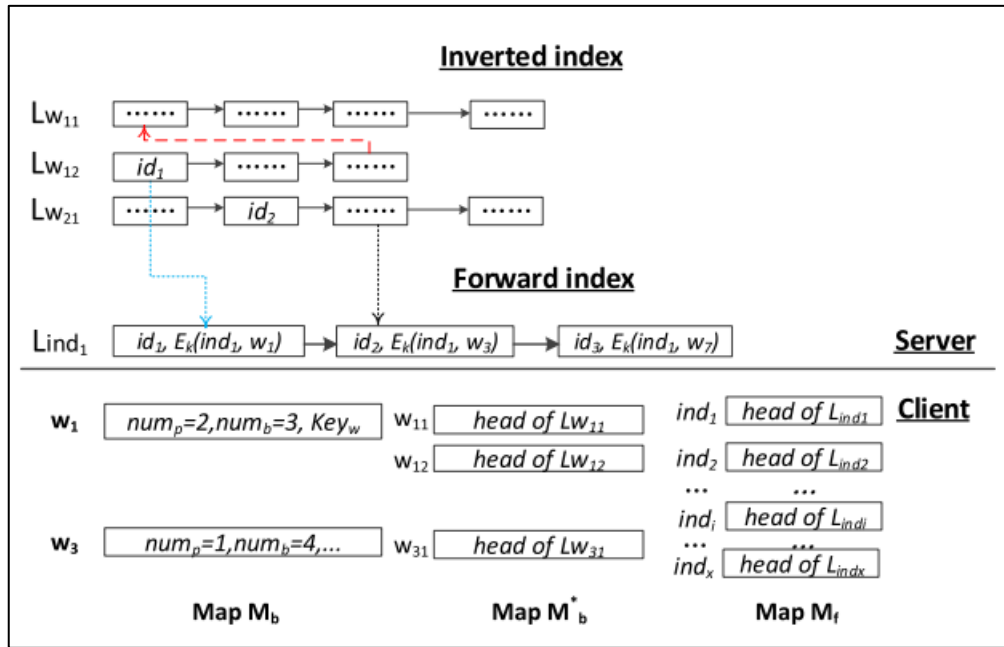 Inverted index
Lw11 ...... ...... ...... ......
Lw12 id1 ...... ......
Lw21 ...... id2 ...... ......
Forward index
Lind1 id1, Ek(ind1, w1) id2, Ek(ind1, w3) id3, Ek(ind1, w7) Server
w1 nump=2,numb=3, Keyw w11 head of Lw11 ind1 head of Lind1 Client
w12 head of Lw12 ind2 head of Lind2
... ...
w3 nump=1,numb=4,... w31 head of Lw31 indi head of Lindi
... ...
indx head of Lindx
Map Mb Map M*b Map Mf